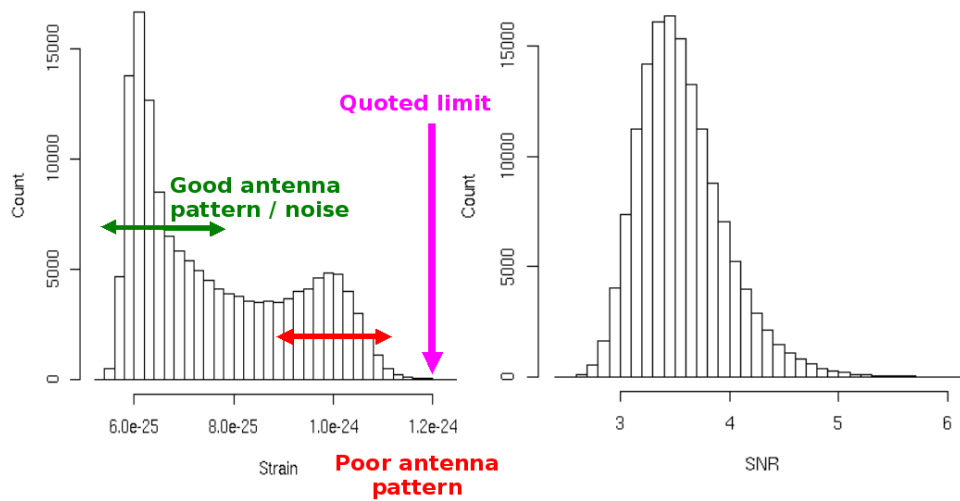 15000
10000
5000
0
Count
Quoted limit
Good antenna
pattern / noise
6.0e-25 8.0e-25 1.0e-24 1.2e-24
Strain
Poor antenna
pattern
15000
10000
5000
0
Count
3 4 5 6
SNR